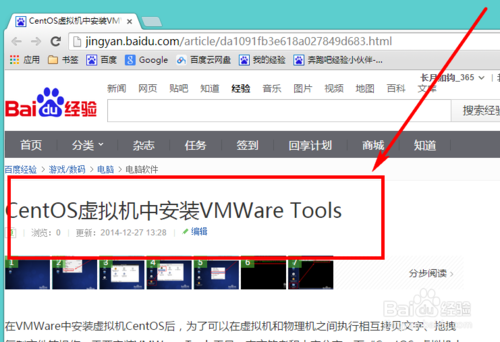 CentOS虚拟机中安装VMW
jingyan.baidu.com/article/da1091fb3e618a027849d683.html
应用 书签 百度 Google 百度云网盘 我的经验 奔跑吧经验小伙伴-
365
新闻 网页 贴吧 知道 经验 音乐 图片 视频 地图 百科 文库
Baidu经验
搜索经验
首页 分类 杂志 任务 签到 回享计划 商城 知道
百度经验 > 游戏/数码 > 电脑 > 电脑软件
CentOS虚拟机中安装VMWare Tools
浏览：0 | 更新：2014-12-27 13:28 编辑
1 2 3 4 5 6 7
分步阅读
在VMWare中安装虚拟机CentOS后，为了可以在虚拟机和物理机之间执行相互拷贝文字、拖拽
Baidu经验